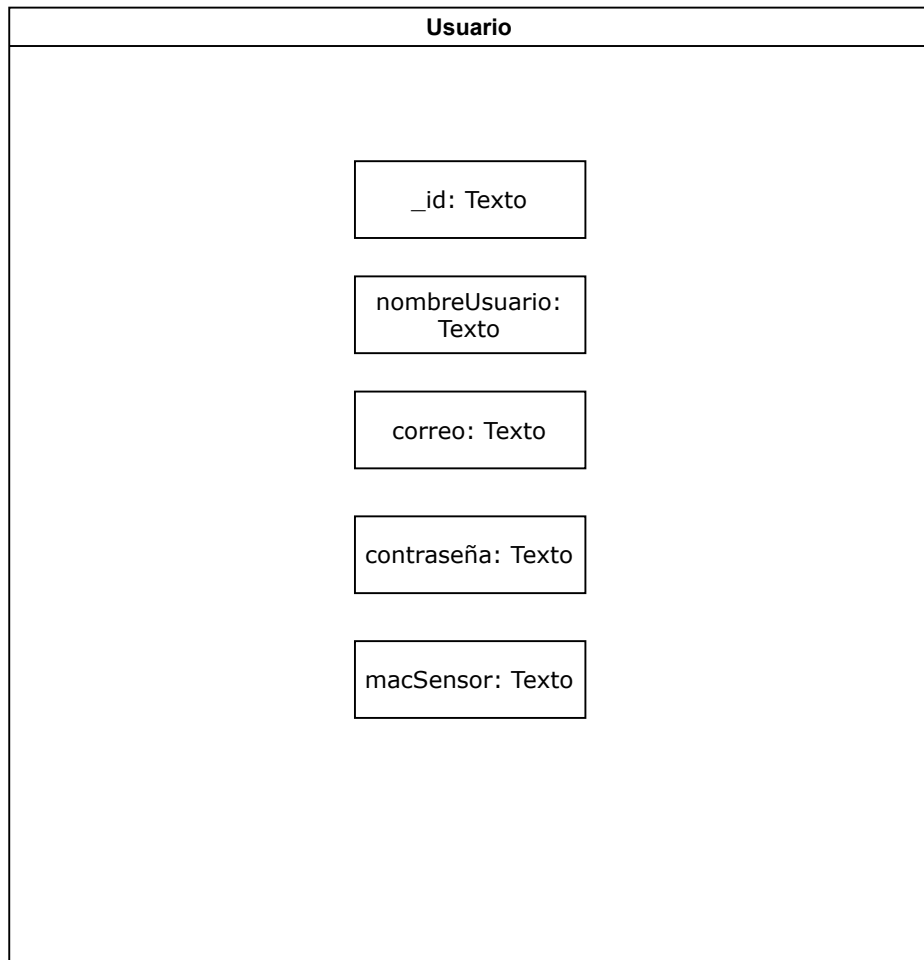 Usuario
_id: Texto
nombreUsuario:
Texto
correo: Texto
contraseña: Texto
macSensor: Texto